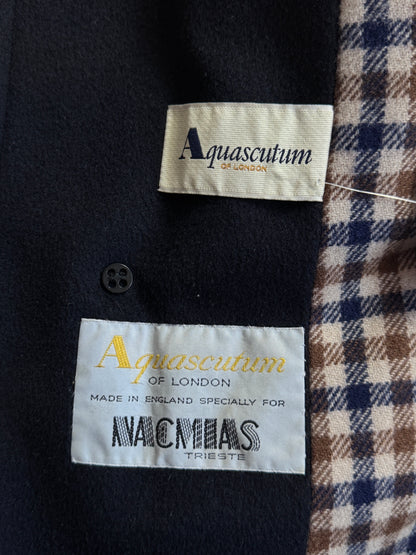 Aquascutum
OF LONDON
Aquascutum
OF LONDON
MADE IN ENGLAND SPECIALLY FOR
NACMIAS
TRIESTE